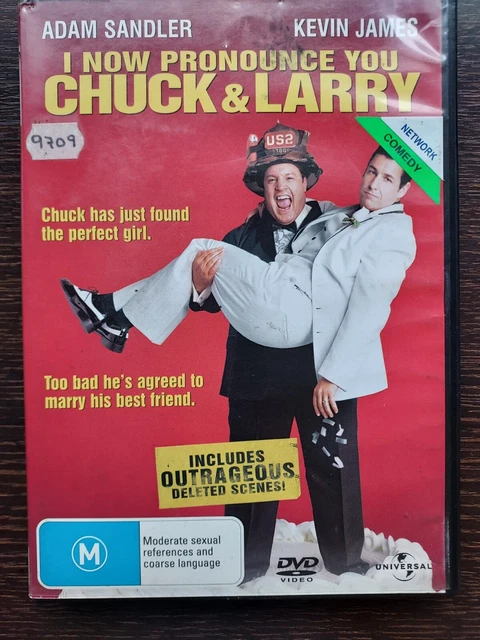 ADAM SANDLER KEVIN JAMES
I NOW PRONOUNCE YOU
CHUCK & LARRY
9709
US2
NETWORK
COMEDY
Chuck has just found
the perfect girl.
Too bad he's agreed to
marry his best friend.
INCLUDES
OUTRAGEOUS
DELETED SCENES!
M
Moderate sexual
references and
coarse language
DVD
VIDEO
UNIVERSAL